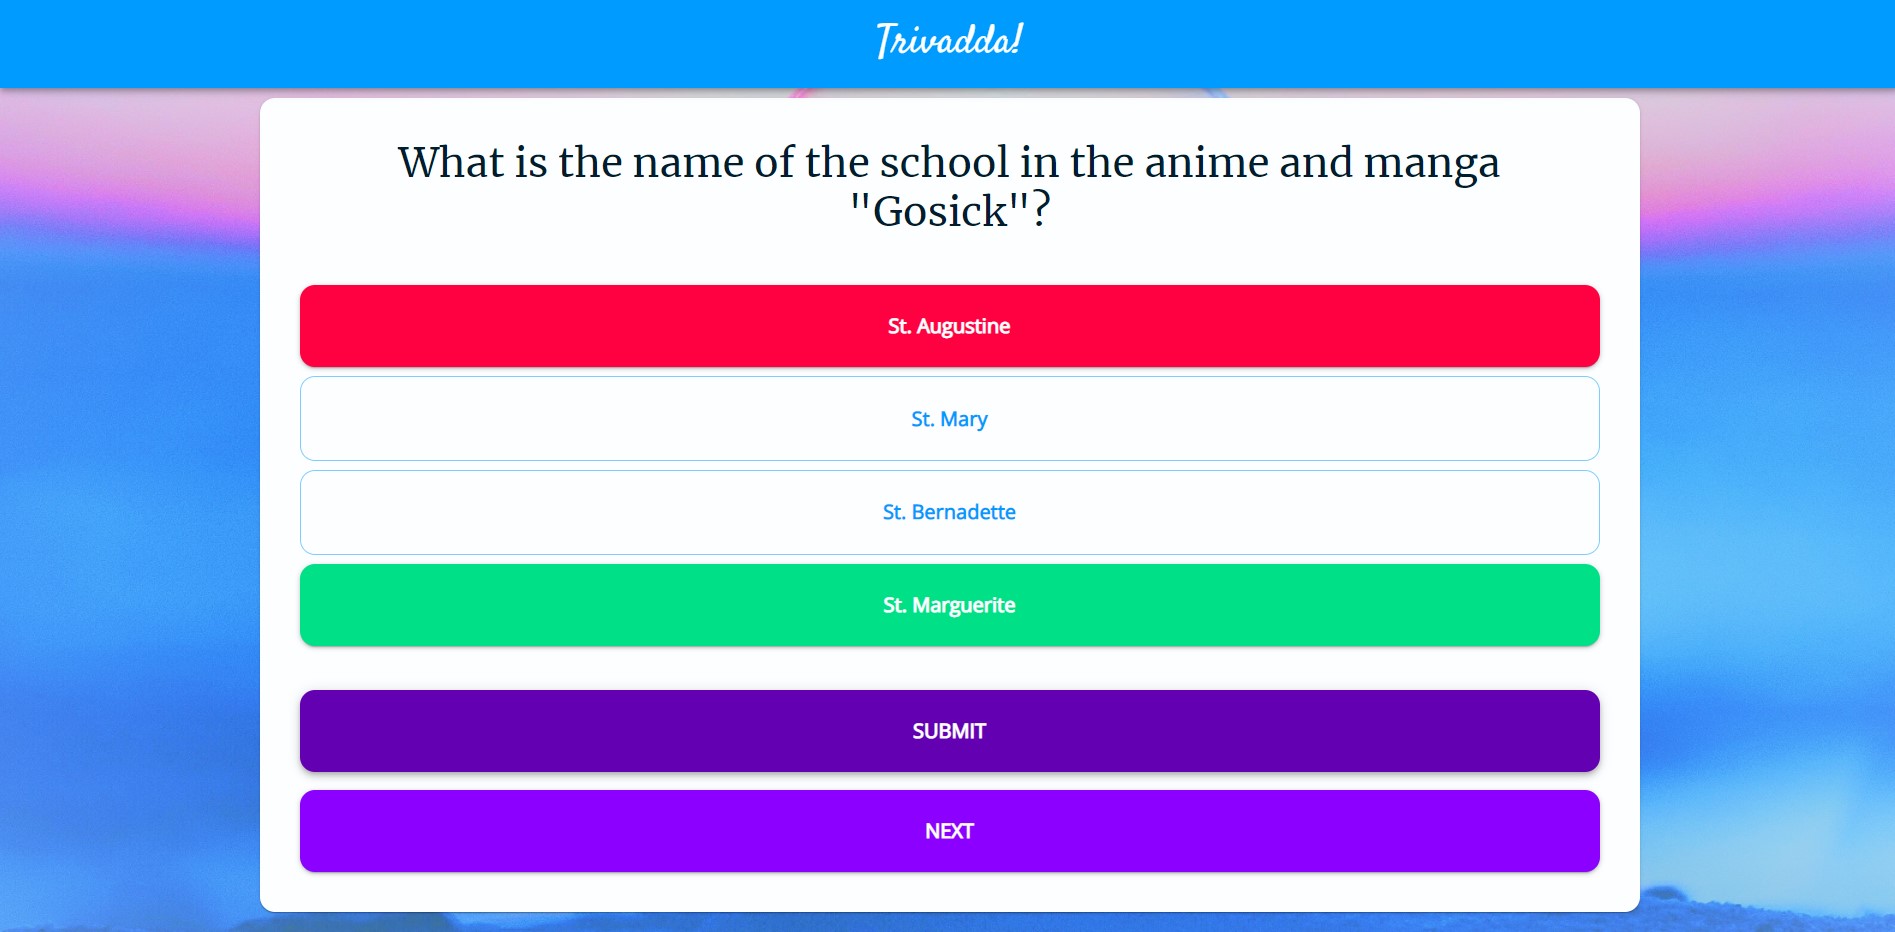 Trivadda!
What is the name of the school in the anime and manga
"Gosick"?
St. Augustine
St. Mary
St. Bernadette
St. Marguerite
SUBMIT
NEXT